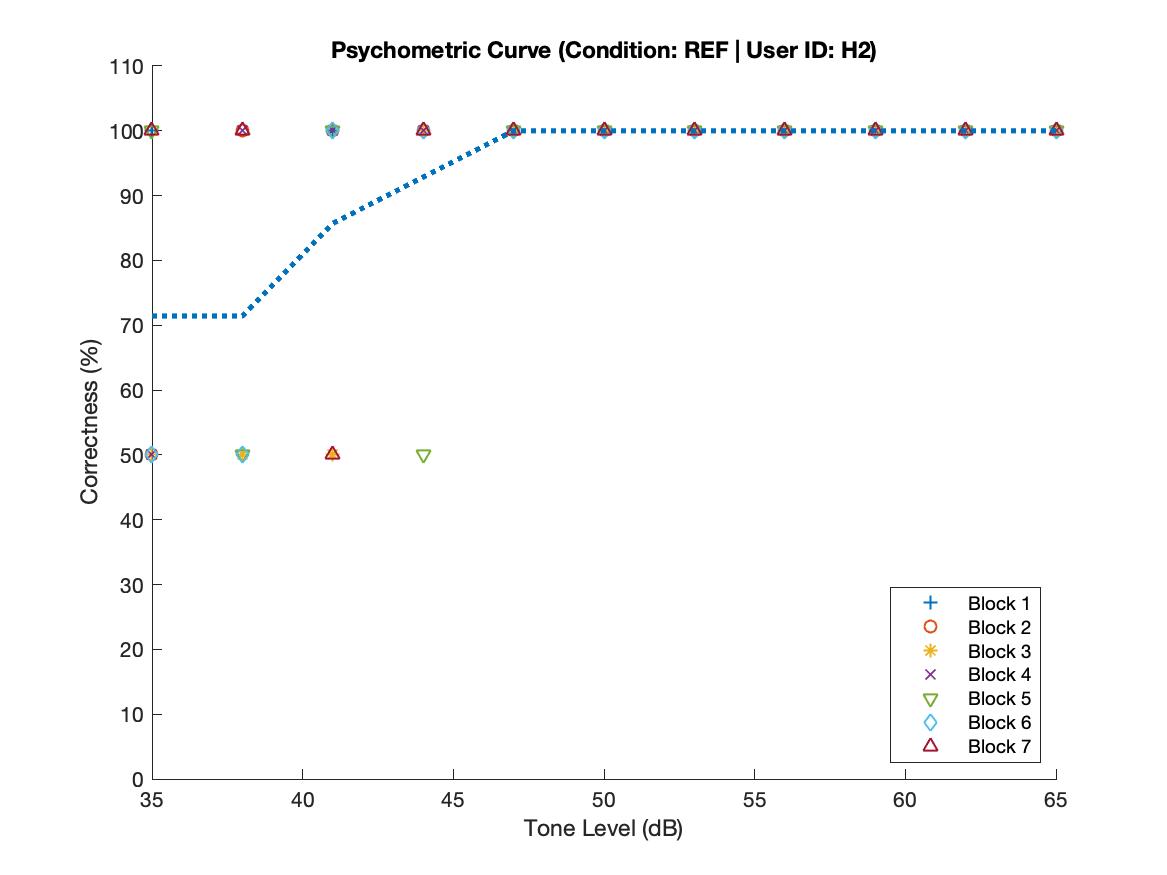 Psychometric Curve (Condition: REF | User ID: H2)
110
100
90
80
70
60
50
40
30
20
10
0
Correctness (%)
35 40 45 50 55 60 65
Tone Level (dB)
Block 1
Block 2
Block 3
Block 4
Block 5
Block 6
Block 7